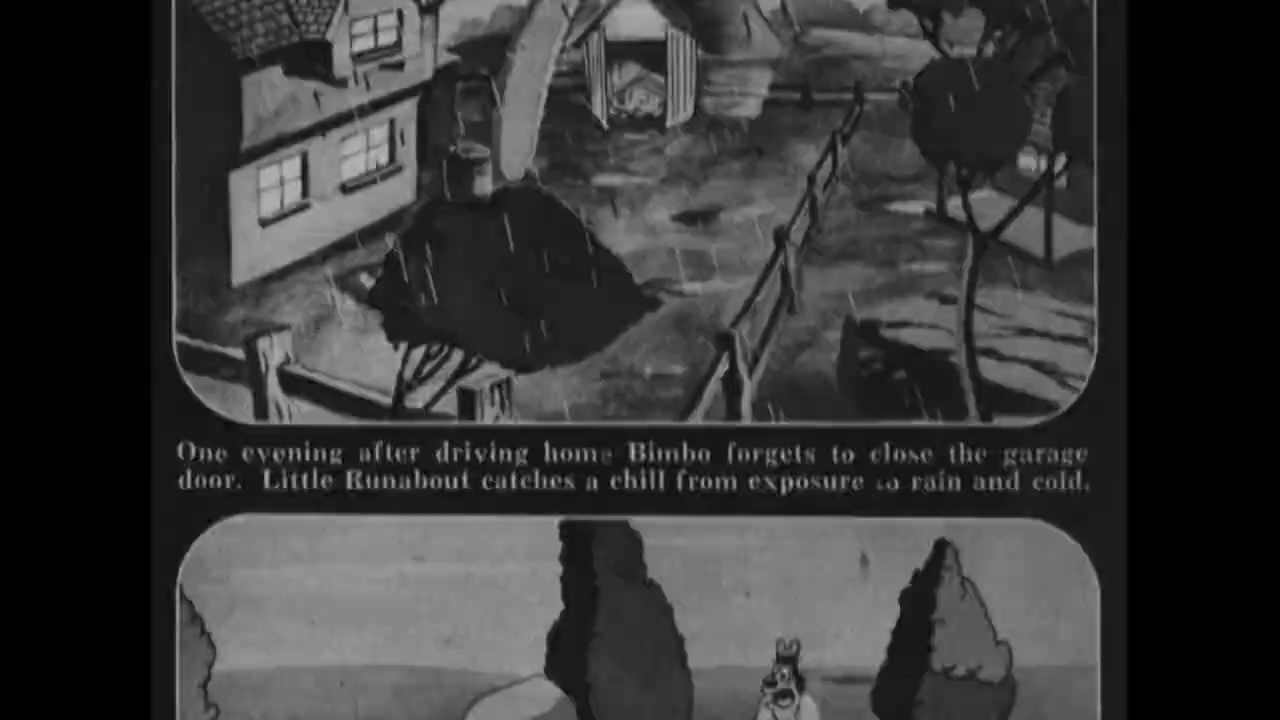 One evening after driving home Bimbo forgets to close the garage
door. Little Runabout catches a chill from exposure to rain and cold.